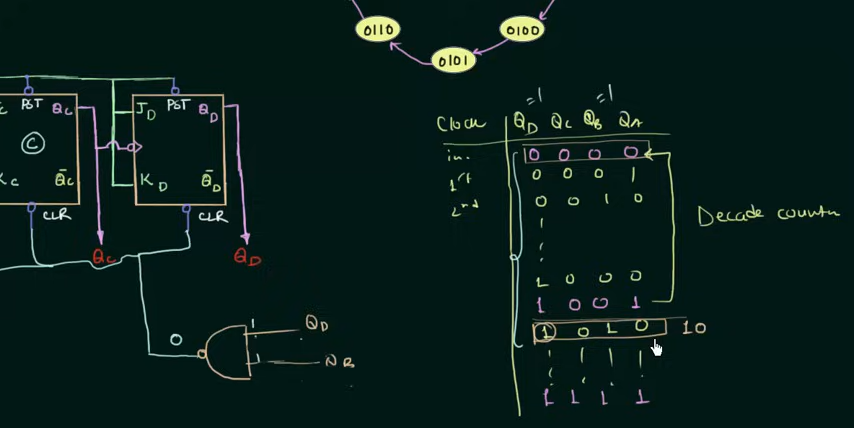 0110
0100
0101
QC
PST
C
KC
Q̄C
CLR
JD
PST
QD
KD
Q̄D
CLR
QC
QD
0
1
QD
1
QB
=1
=1
Clock
QD QC QB QA
in.
0 0 0 0
1st
0 0 0 1
2nd
0 0 1 0
Decade counter
1 0 0 0
1 0 0 1
1 0 1 0
10
1 1 1 1